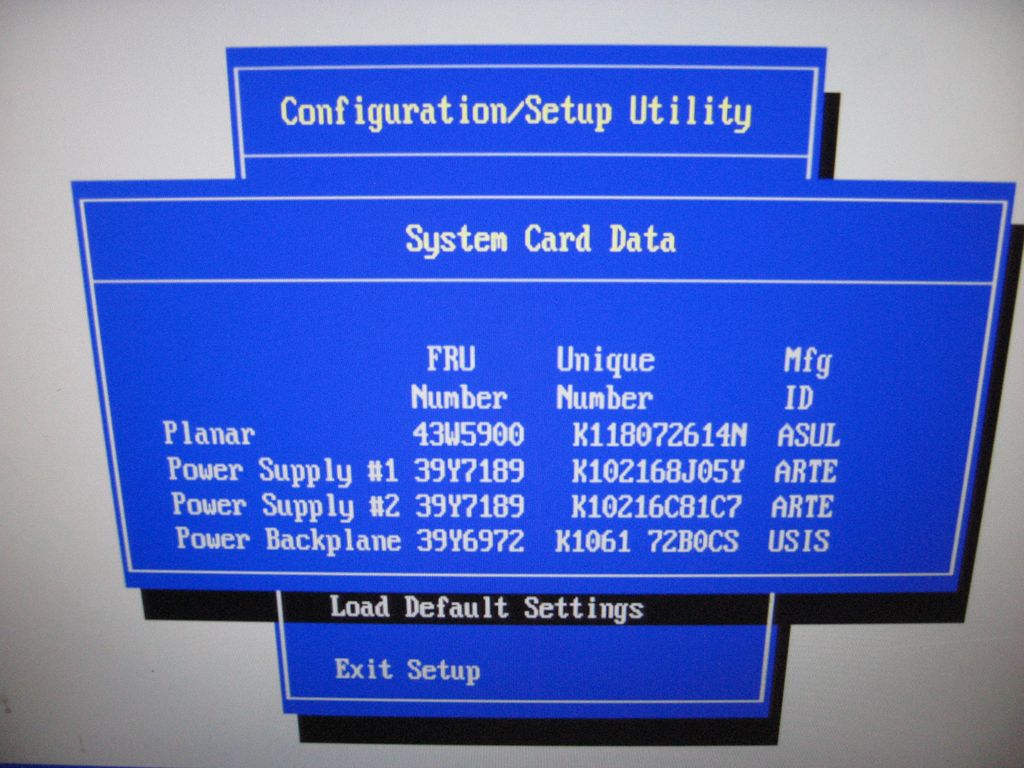 Configuration/Setup Utility
System Card Data
FRU Unique Mfg
Number Number ID
Planar 43W5900 K118072614N ASUL
Power Supply #1 39Y7189 K102168J05Y ARTE
Power Supply #2 39Y7189 K10216C81C7 ARTE
Power Backplane 39Y6972 K1061 72B0CS USIS
Load Default Settings
Exit Setup